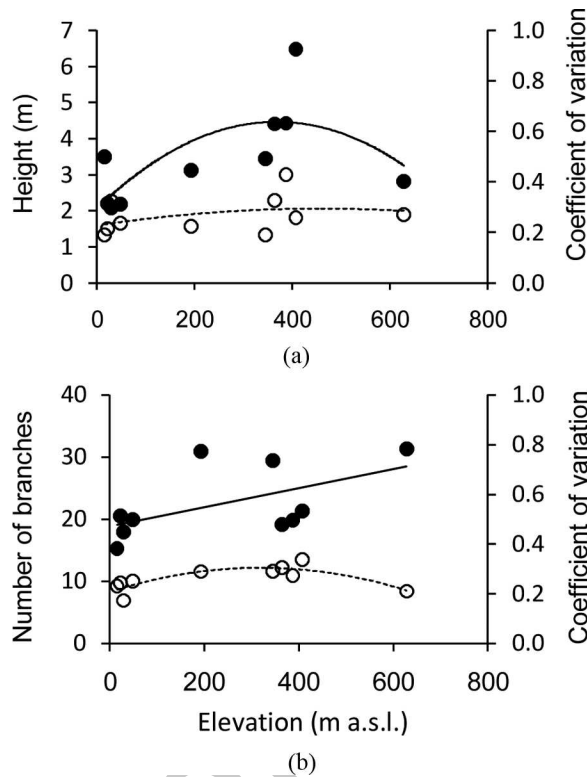 7
6
5
4
3
2
1
0
Height (m)
1.0
0.8
0.6
0.4
0.2
0.0
Coefficient of variation
0 200 400 600 800
(a)
40
30
20
10
0
Number of branches
1.0
0.8
0.6
0.4
0.2
0.0
Coefficient of variation
0 200 400 600 800
Elevation (m a.s.l.)
(b)